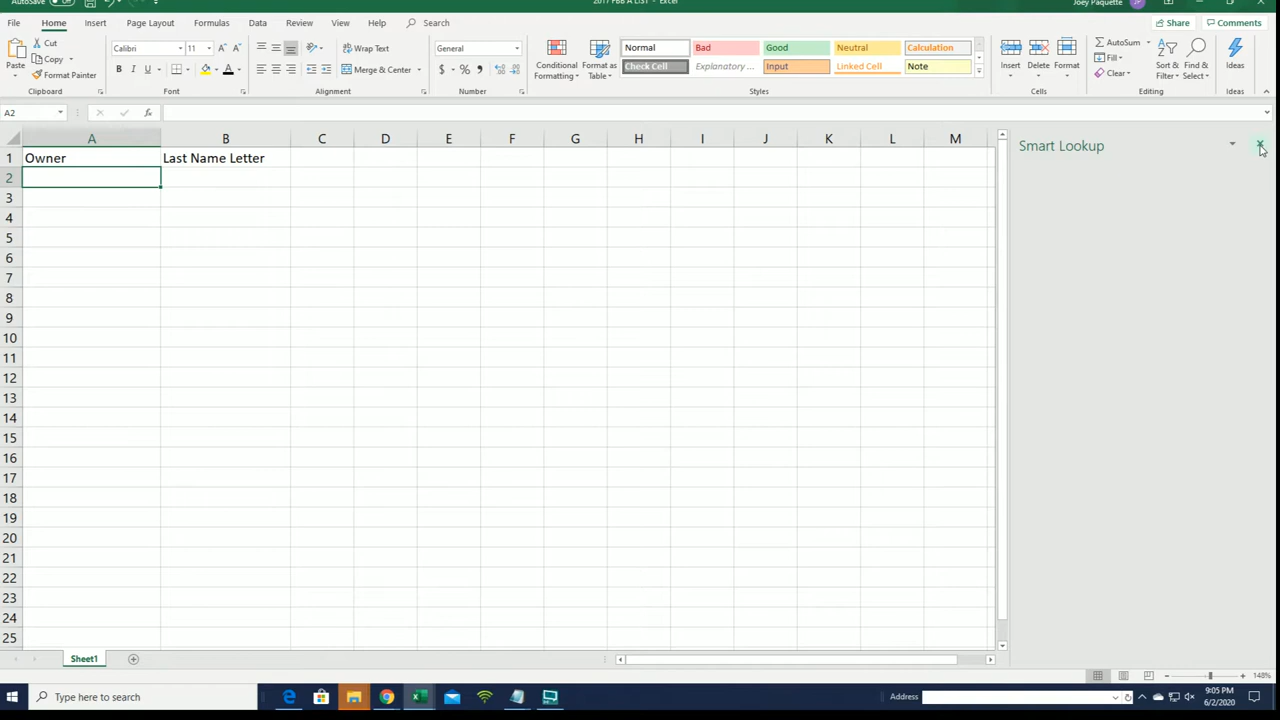 AutoSave Off 2017 FBB A LIST - Excel Joey Paquette JP
File Home Insert Page Layout Formulas Data Review View Help Search Share Comments
Paste Cut Copy Format Painter Clipboard
Calibri 11 B I U A Font
Wrap Text Merge & Center Alignment
General $ % , Number
Conditional Formatting Format as Table
Normal Bad Good Neutral Calculation
Check Cell Explanatory ... Input Linked Cell Note
Styles
Insert Delete Format Cells
AutoSum Fill Clear Sort & Filter Find & Select Editing
Ideas Ideas
A2 fx
A B C D E F G H I J K L M
Smart Lookup
1 Owner Last Name Letter
2
3
4
5
6
7
8
9
10
11
12
13
14
15
16
17
18
19
20
21
22
23
24
25
Sheet1
148%
Type here to search Address 9:05 PM
6/2/2020